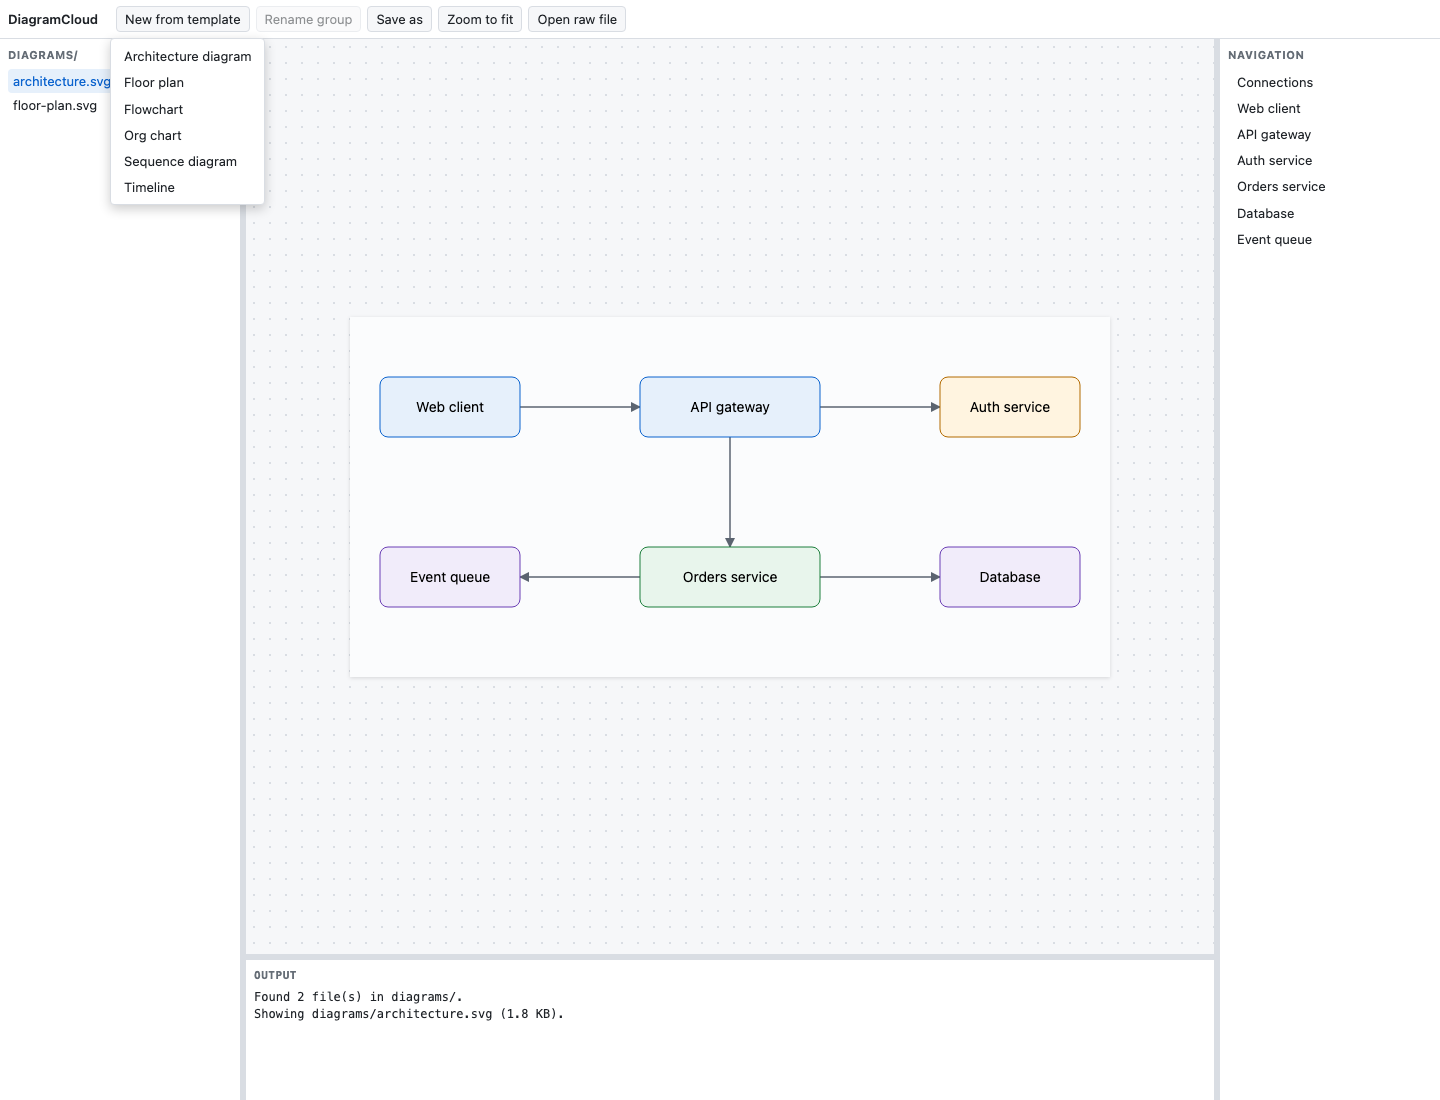 DiagramCloud
New from template
Rename group
Save as
Zoom to fit
Open raw file
DIAGRAMS/
architecture.svg
floor-plan.svg
Architecture diagram
Floor plan
Flowchart
Org chart
Sequence diagram
Timeline
Web client
API gateway
Auth service
Event queue
Orders service
Database
OUTPUT
Found 2 file(s) in diagrams/.
Showing diagrams/architecture.svg (1.8 KB).
NAVIGATION
Connections
Web client
API gateway
Auth service
Orders service
Database
Event queue